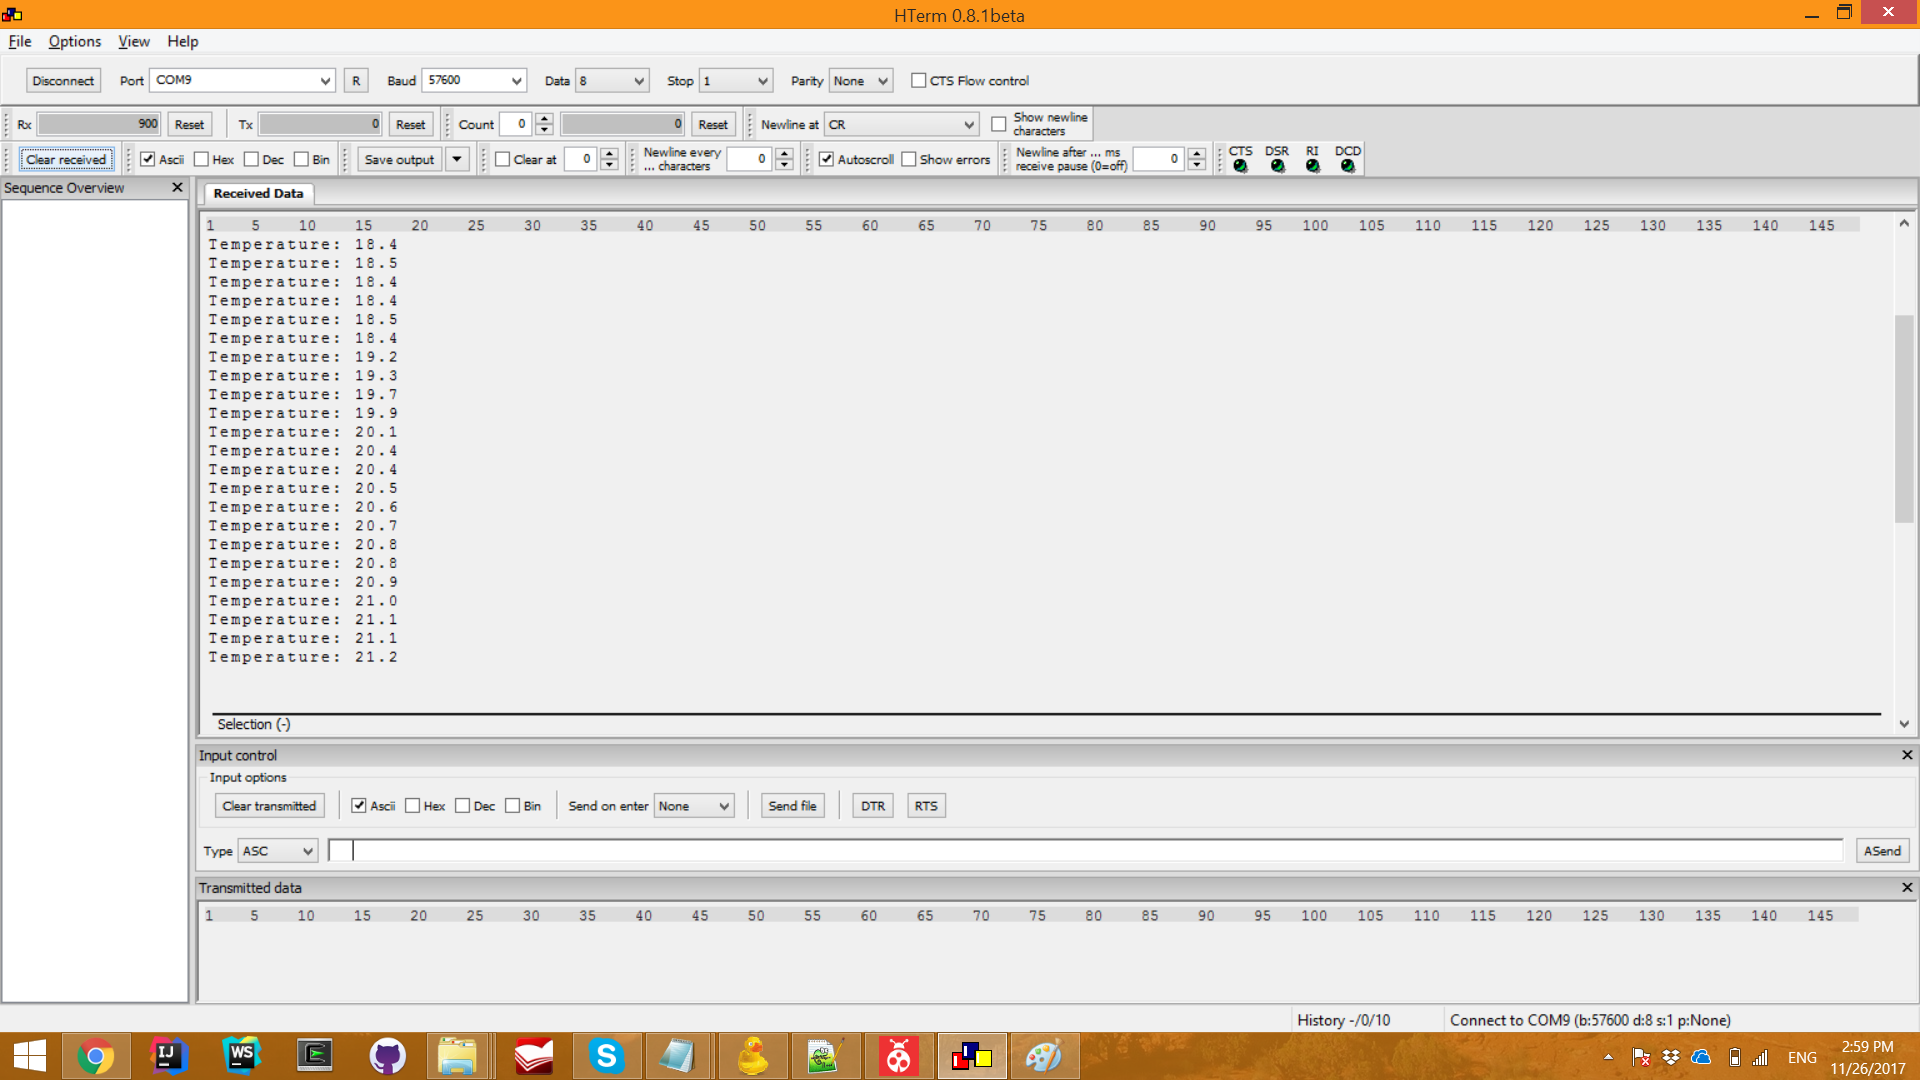 HTerm 0.8.1beta
File Options View Help
Disconnect Port COM9 R Baud 57600 Data 8 Stop 1 Parity None CTS Flow control
Rx 900 Reset Tx 0 Reset Count 0 0 Reset Newline at CR Show newline characters
Clear received Ascii Hex Dec Bin Save output Clear at 0 Newline every ... characters 0 Autoscroll Show errors Newline after ... ms receive pause (0=off) 0 CTS DSR RI DCD
Sequence Overview
Received Data
1 5 10 15 20 25 30 35 40 45 50 55 60 65 70 75 80 85 90 95 100 105 110 115 120 125 130 135 140 145
Temperature: 18.4
Temperature: 18.5
Temperature: 18.4
Temperature: 18.4
Temperature: 18.5
Temperature: 18.4
Temperature: 19.2
Temperature: 19.3
Temperature: 19.7
Temperature: 19.9
Temperature: 20.1
Temperature: 20.4
Temperature: 20.4
Temperature: 20.5
Temperature: 20.6
Temperature: 20.7
Temperature: 20.8
Temperature: 20.8
Temperature: 20.9
Temperature: 21.0
Temperature: 21.1
Temperature: 21.1
Temperature: 21.2
Selection (-)
Input control
Input options
Clear transmitted Ascii Hex Dec Bin Send on enter None Send file DTR RTS
Type ASC ASend
Transmitted data
1 5 10 15 20 25 30 35 40 45 50 55 60 65 70 75 80 85 90 95 100 105 110 115 120 125 130 135 140 145
History -/0/10 Connect to COM9 (b:57600 d:8 s:1 p:None)
IJ WS S ENG 2:59 PM
11/26/2017